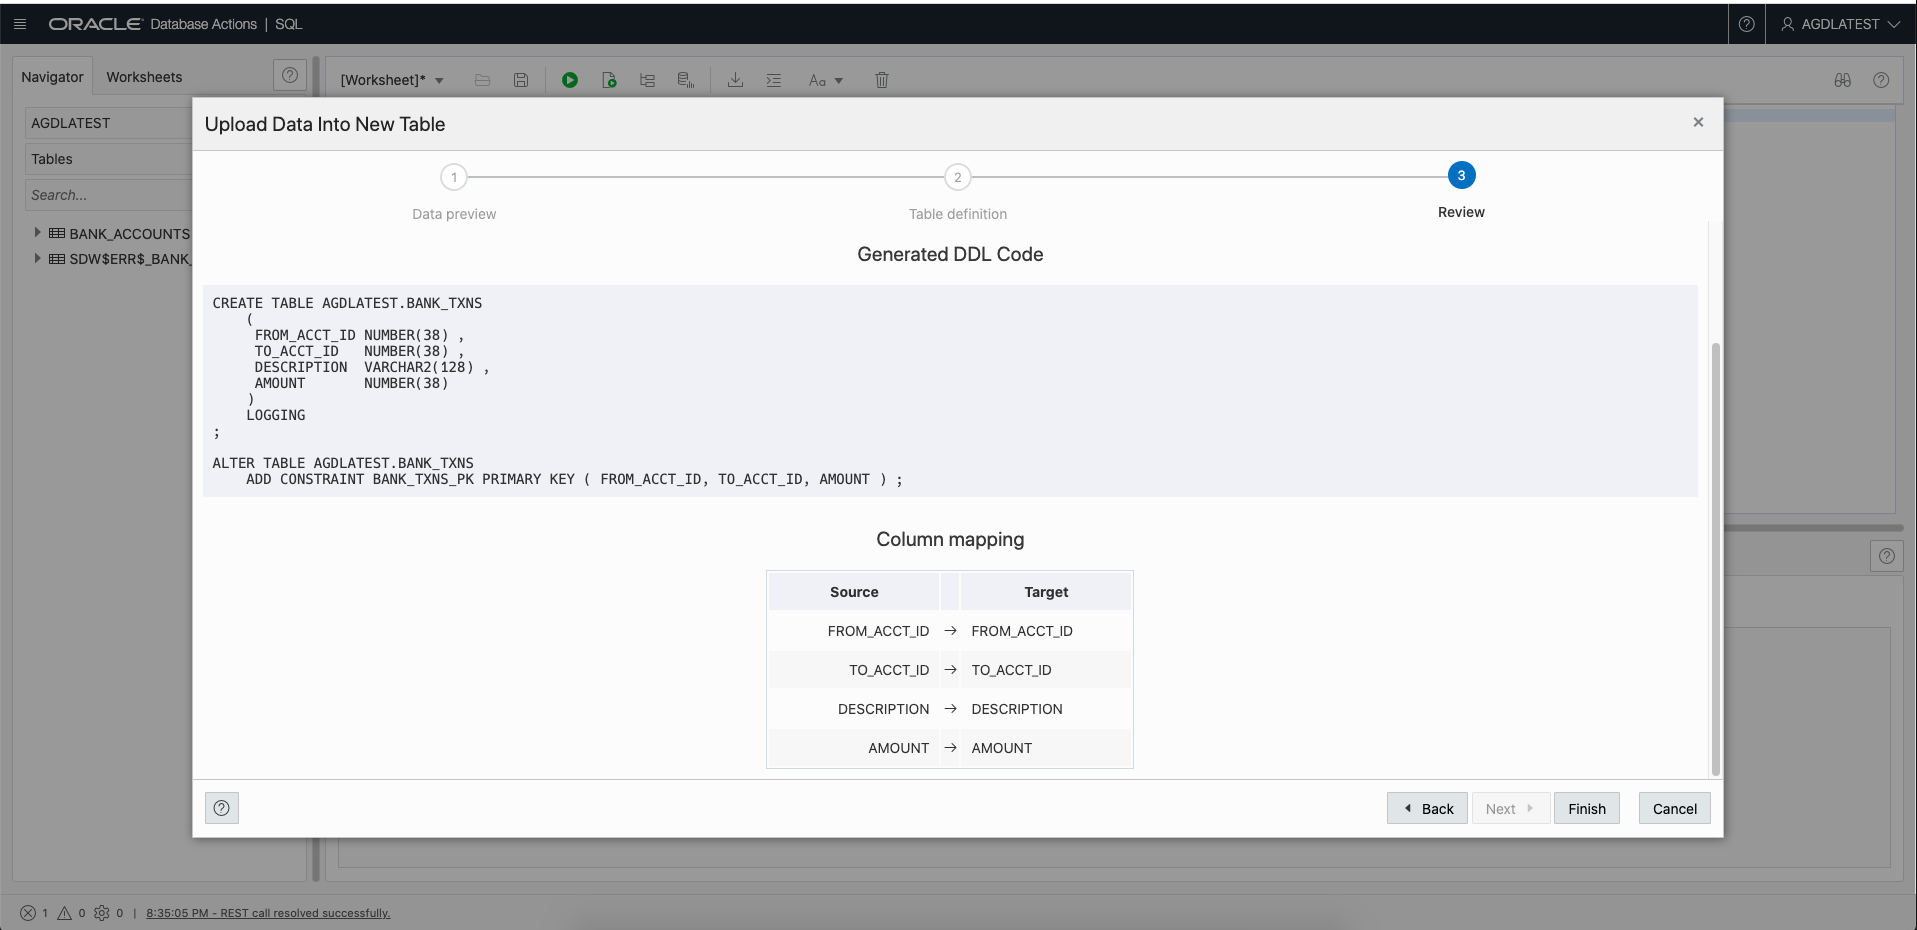 ORACLE Database Actions | SQL
AGDLATEST
Navigator
Worksheets
[Worksheet]*
Aa
AGDLATEST
Tables
Search...
BANK_ACCOUNTS
SDW$ERR$_BANK_
Upload Data Into New Table
1
2
3
Data preview
Table definition
Review
Generated DDL Code
CREATE TABLE AGDLATEST.BANK_TXNS
(
FROM_ACCT_ID NUMBER(38) ,
TO_ACCT_ID   NUMBER(38) ,
DESCRIPTION  VARCHAR2(128) ,
AMOUNT       NUMBER(38)
)
LOGGING
;
ALTER TABLE AGDLATEST.BANK_TXNS
ADD CONSTRAINT BANK_TXNS_PK PRIMARY KEY ( FROM_ACCT_ID, TO_ACCT_ID, AMOUNT ) ;
Column mapping
Source Target
FROM_ACCT_ID → FROM_ACCT_ID
TO_ACCT_ID → TO_ACCT_ID
DESCRIPTION → DESCRIPTION
AMOUNT → AMOUNT
Back
Next
Finish
Cancel
1 0 0 | 8:35:05 PM - REST call resolved successfully.